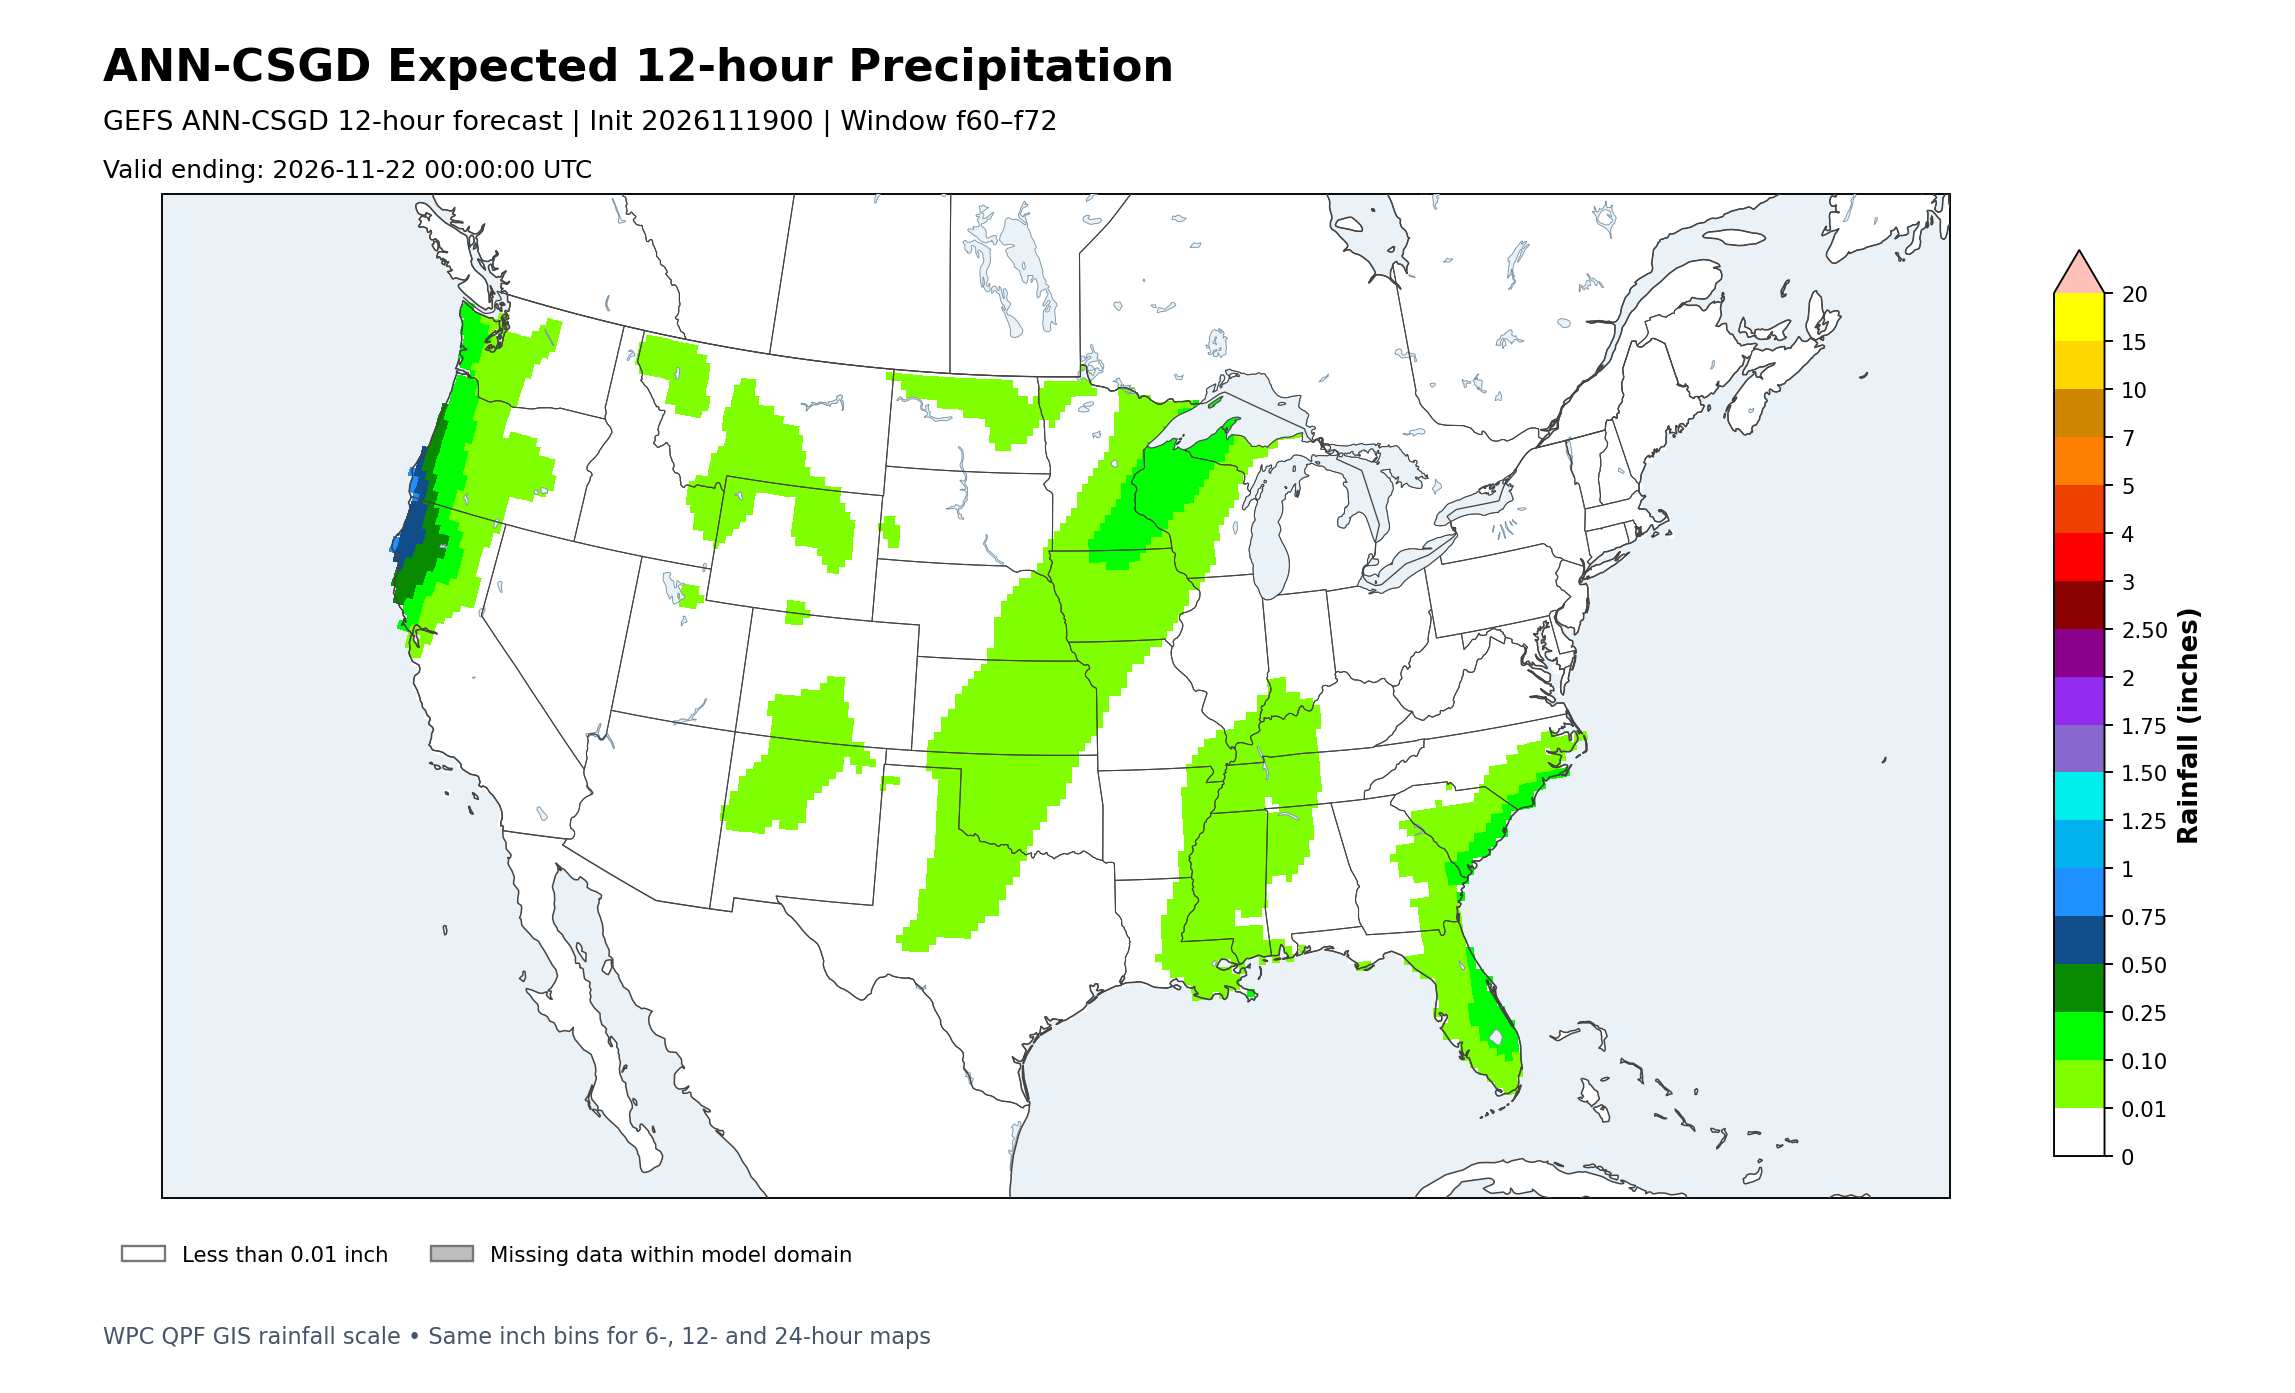 ANN-CSGD Expected 12-hour Precipitation
GEFS ANN-CSGD 12-hour forecast | Init 2026111900 | Window f60–f72
Valid ending: 2026-11-22 00:00:00 UTC
20
15
10
7
5
4
3
2.50
2
1.75
1.50
1.25
1
0.75
0.50
0.25
0.10
0.01
0
Rainfall (inches)
Less than 0.01 inch
Missing data within model domain
WPC QPF GIS rainfall scale • Same inch bins for 6-, 12- and 24-hour maps